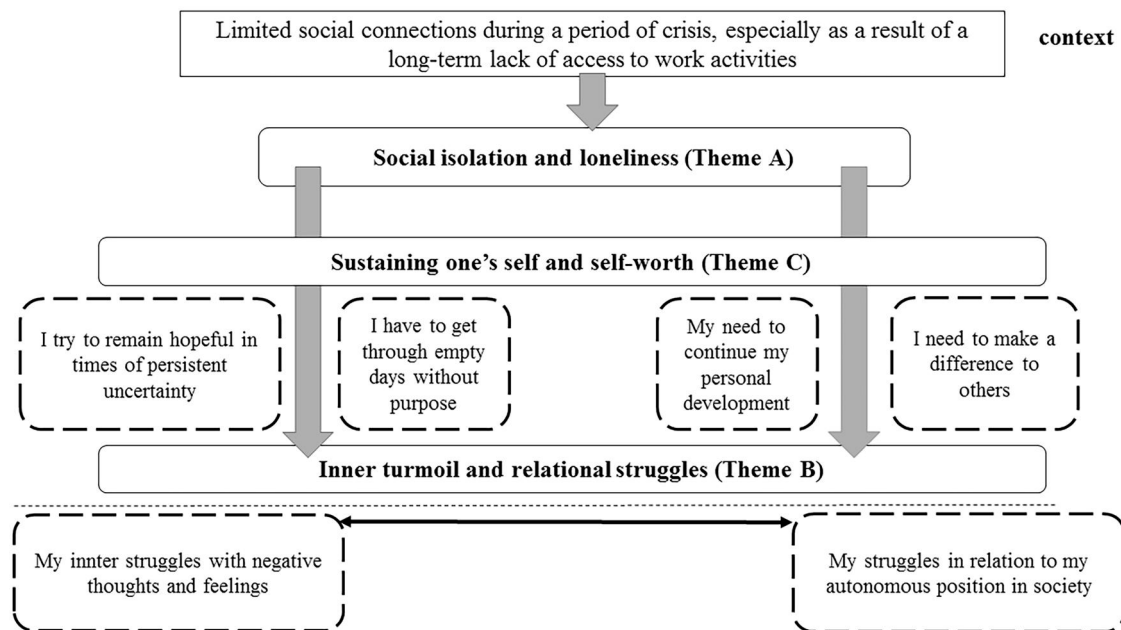 Limited social connections during a period of crisis, especially as a result of a
long-term lack of access to work activities
context
Social isolation and loneliness (Theme A)
Sustaining one’s self and self-worth (Theme C)
I try to remain hopeful in
times of persistent
uncertainty
I have to get
through empty
days without
purpose
My need to
continue my
personal
development
I need to make a
difference to
others
Inner turmoil and relational struggles (Theme B)
My innter struggles with negative
thoughts and feelings
My struggles in relation to my
autonomous position in society